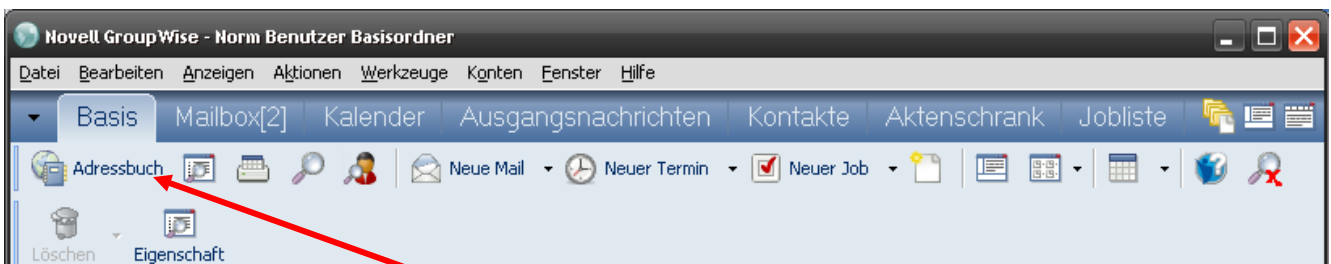 Novell GroupWise - Norm Benutzer Basisordner
Datei Bearbeiten Anzeigen Aktionen Werkzeuge Konten Fenster Hilfe
Basis Mailbox[2] Kalender Ausgangsnachrichten Kontakte Aktenschrank Jobliste
Adressbuch Neue Mail Neuer Termin Neuer Job
Löschen Eigenschaft